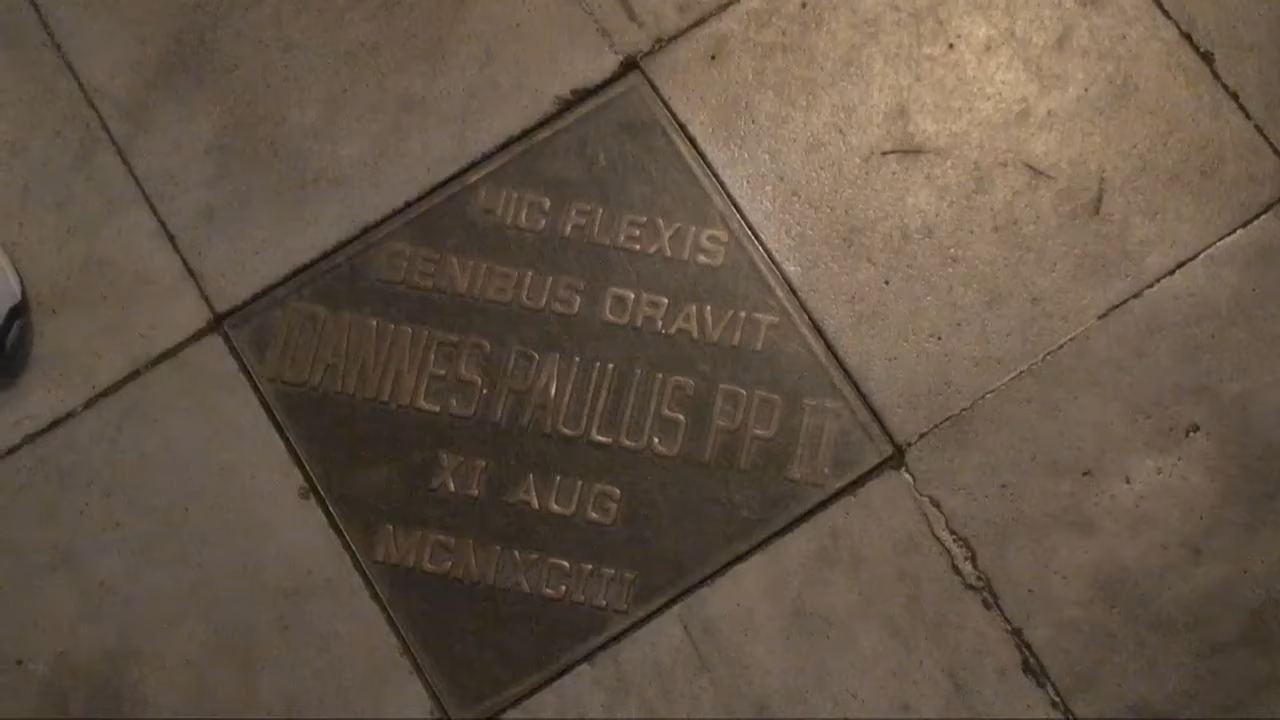 HIC FLEXIS
GENIBUS ORAVIT
IOANNES PAULUS PP II
XI AUG
MCMXCIII